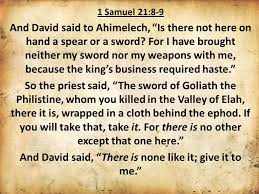 1 Samuel 21:8-9
And David said to Ahimelech, “Is there not here on
hand a spear or a sword? For I have brought
neither my sword nor my weapons with me,
because the king’s business required haste.”
So the priest said, “The sword of Goliath the
Philistine, whom you killed in the Valley of Elah,
there it is, wrapped in a cloth behind the ephod. If
you will take that, take it. For there is no other
except that one here.”
And David said, “There is none like it; give it to
me.”